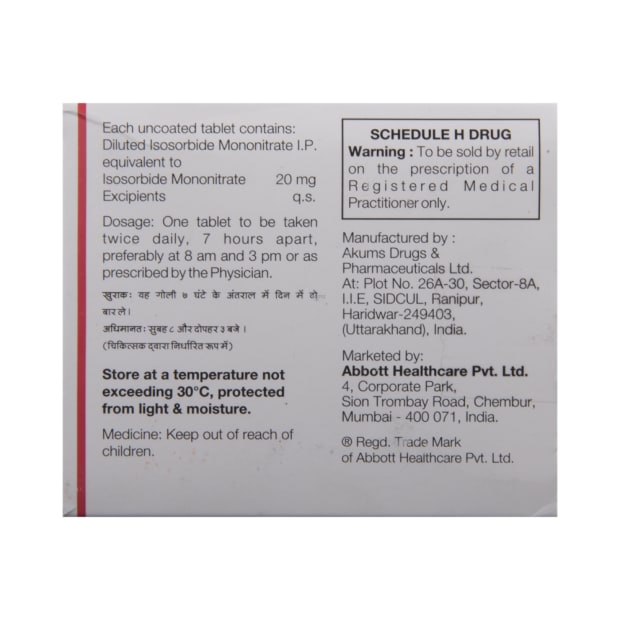 Each uncoated tablet contains:
Diluted Isosorbide Mononitrate I.P.
equivalent to
Isosorbide Mononitrate 20 mg
Excipients q.s.
Dosage: One tablet to be taken
twice daily, 7 hours apart,
preferably at 8 am and 3 pm or as
prescribed by the Physician.
खुराकः यह गोली ७ घंटे के अंतराल में दिन में दो
बार ले।
अधिमानतः सुबह ८ और दोपहर ३ बजे।
(चिकित्सक द्वारा निर्धारित रूप में)
Store at a temperature not
exceeding 30°C, protected
from light & moisture.
Medicine: Keep out of reach of
children.
SCHEDULE H DRUG
Warning : To be sold by retail
on the prescription of a
Registered Medical
Practitioner only.
Manufactured by :
Akums Drugs &
Pharmaceuticals Ltd.
At: Plot No. 26A-30, Sector-8A,
I.I.E, SIDCUL, Ranipur,
Haridwar-249403,
(Uttarakhand), India.
Marketed by:
Abbott Healthcare Pvt. Ltd.
4, Corporate Park,
Sion Trombay Road, Chembur,
Mumbai - 400 071, India.
® Regd. Trade Mark
of Abbott Healthcare Pvt. Ltd.